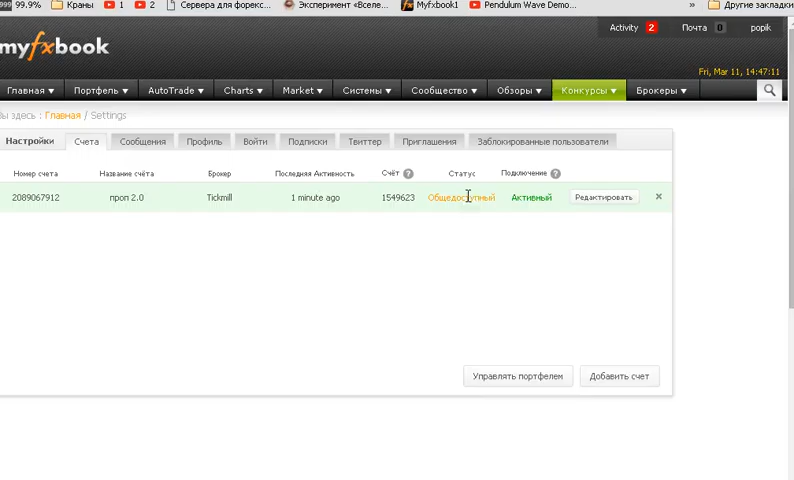 999 99.9% Краны 1 2 Сервера для форекс... Эксперимент «Вселе... Myfxbook1 Pendulum Wave Demo... » Другие закладки
Activity 2 Почта 0 popik
myfxbook
Fri, Mar 11, 14:47:11
Главная ▾ Портфель ▾ AutoTrade ▾ Charts ▾ Market ▾ Системы ▾ Сообщество ▾ Обзоры ▾ Конкурсы ▾ Брокеры ▾
ы здесь : Главная / Settings
Настройки Счета Сообщения Профиль Войти Подписки Твиттер Приглашения Заблокированные пользователи
Номер счета Название счёта Брокер Последняя Активность Счёт ? Статус Подключение ?
2089067912 проп 2.0 Tickmill 1 minute ago 1549623 Общедоступный Активный Редактировать ×
Управлять портфелем Добавить счет